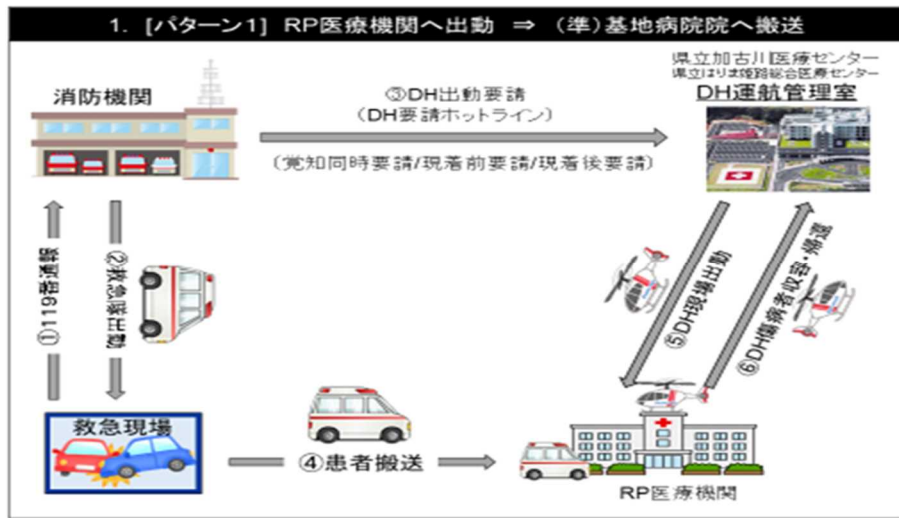 1. [パターン1] RP医療機関へ出動 ⇒ (準)基地病院院へ搬送
県立加古川医療センター
県立はりま姫路総合医療センター
DH運航管理室
消防機関
③DH出動要請
(DH要請ホットライン)
(覚知同時要請/現着前要請/現着後要請)
①119番通報
②救急隊出動
⑤DH現場出動
⑥DH傷病者収容・帰還
救急現場
④患者搬送
RP医療機関